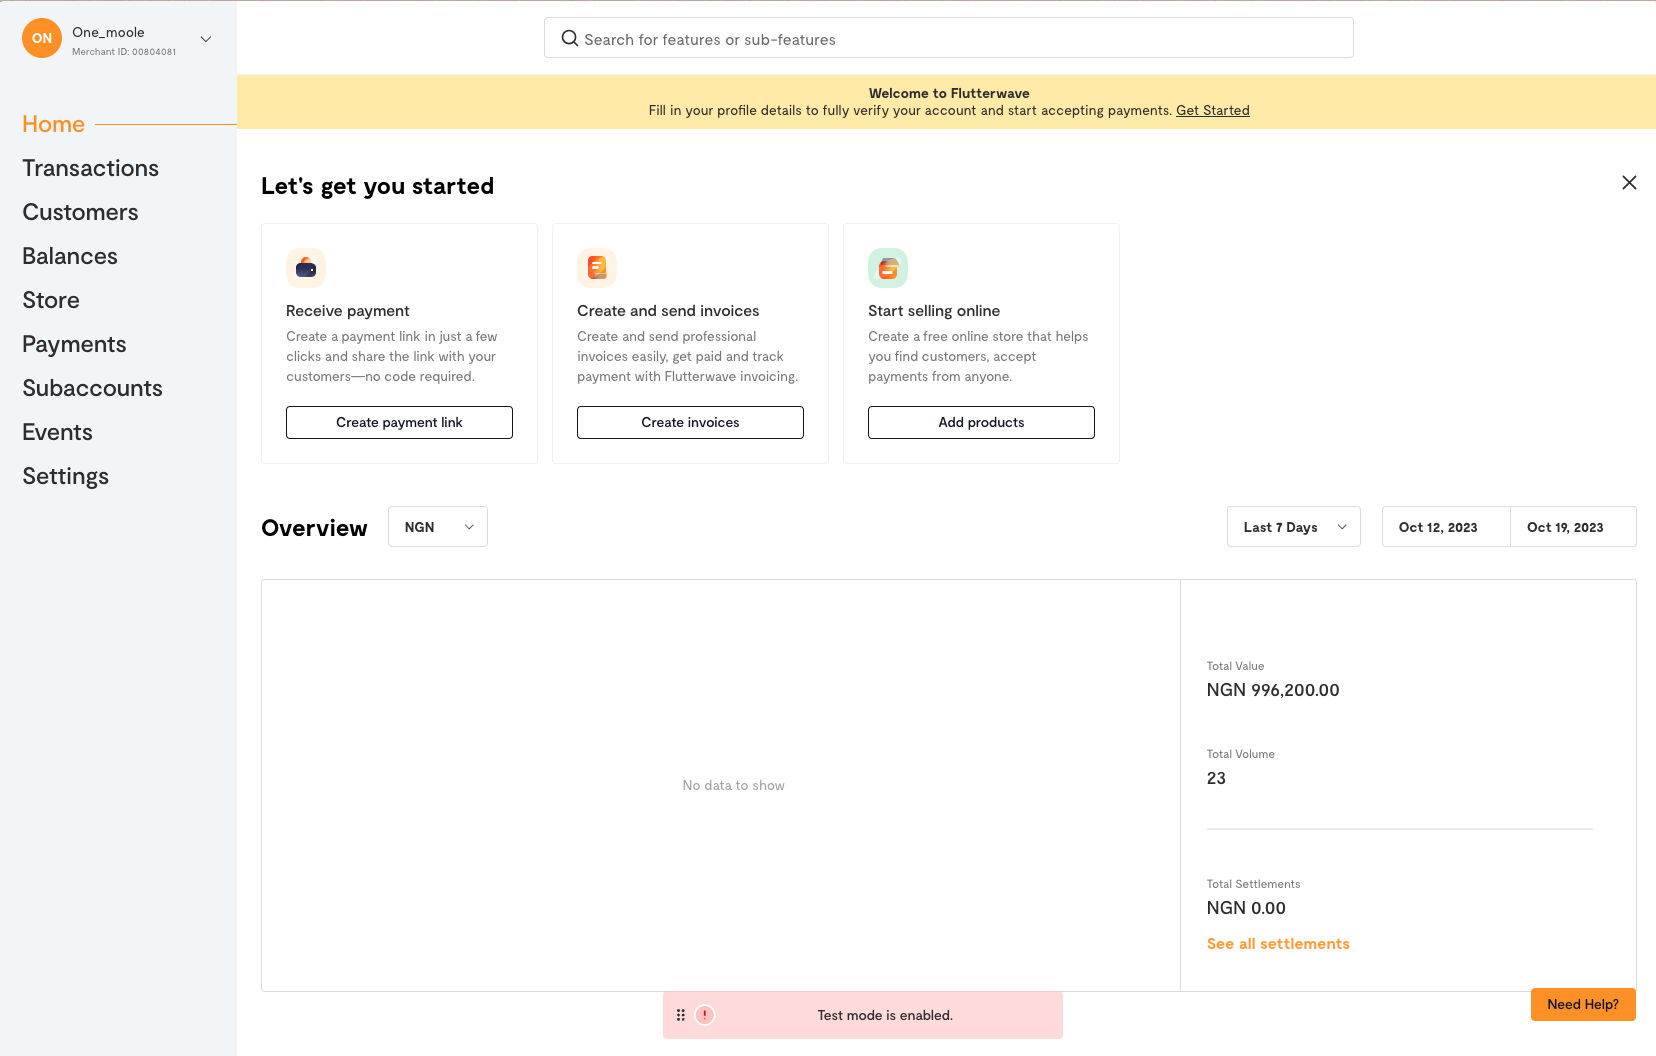 ON
One_moole
Merchant ID: 00804081
Search for features or sub-features
Welcome to Flutterwave
Fill in your profile details to fully verify your account and start accepting payments. Get Started
Home
Transactions
Customers
Balances
Store
Payments
Subaccounts
Events
Settings
Let's get you started
Receive payment
Create a payment link in just a few
clicks and share the link with your
customers—no code required.
Create payment link
Create and send invoices
Create and send professional
invoices easily, get paid and track
payment with Flutterwave invoicing.
Create invoices
Start selling online
Create a free online store that helps
you find customers, accept
payments from anyone.
Add products
Overview
NGN
Last 7 Days
Oct 12, 2023
Oct 19, 2023
No data to show
Total Value
NGN 996,200.00
Total Volume
23
Total Settlements
NGN 0.00
See all settlements
Need Help?
Test mode is enabled.